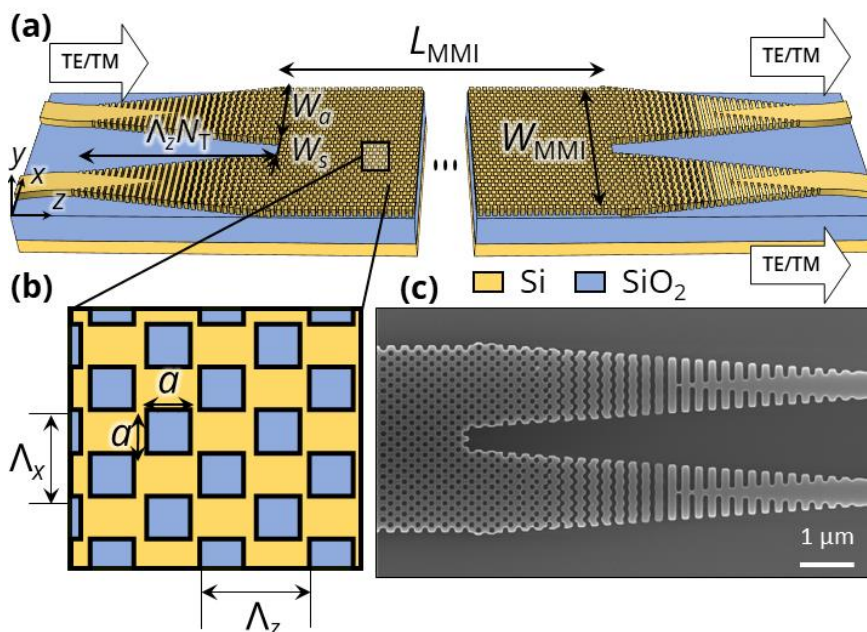 (a)
TE/TM
L_MMI
TE/TM
W_a
Λ_zN_T
W_s
W_MMI
...
y
x
z
TE/TM
(b)
Si
SiO₂
(c)
a
a
Λ_x
Λ_z
1 μm